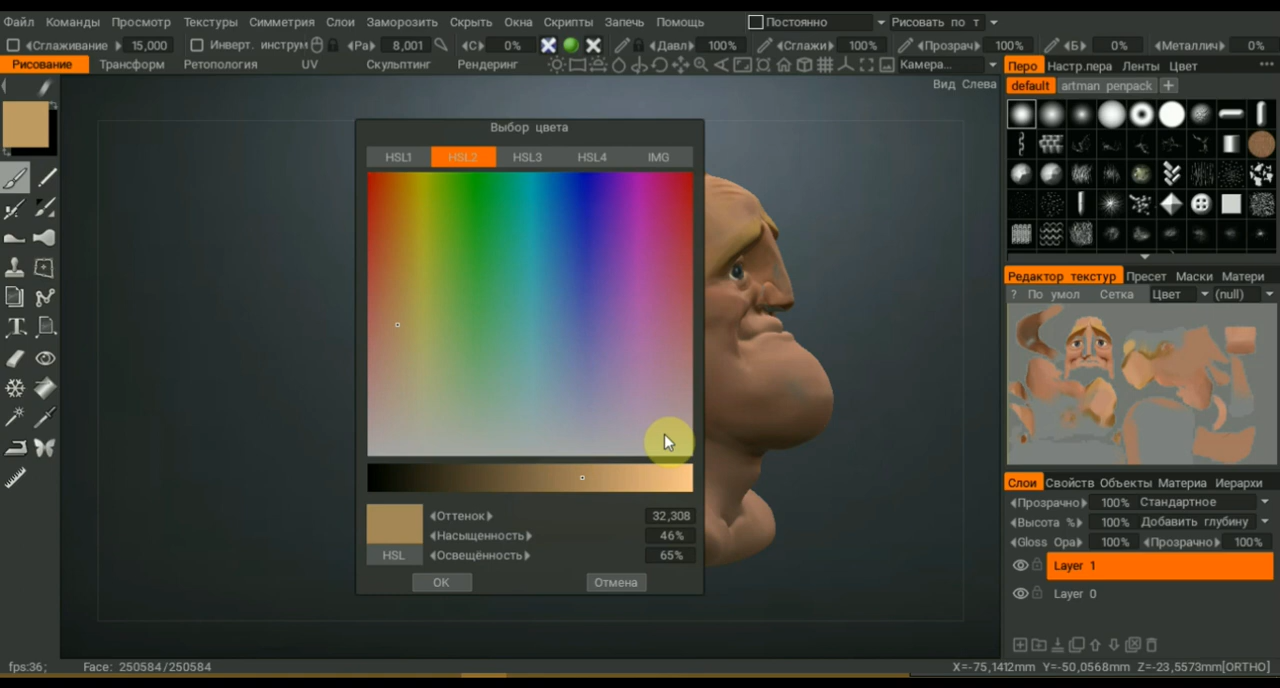 Файл Команды Просмотр Текстуры Симметрия Слои Заморозить Скрыть Окна Скрипты Запечь Помощь Постоянно Рисовать по т
Сглаживание 15,000 Инверт. инструм Ра 8,001 С 0% Давл 100% Сглажи 100% Прозрач 100% Б 0% Металлич 0%
Рисование Трансформ Ретопология UV Скульптинг Рендеринг Камера...
Перо Настр.пера Ленты Цвет
Вид Слева
default artman penpack
Выбор цвета
HSL1 HSL2 HSL3 HSL4 IMG
Редактор текстур Пресет Маски Матери
? По умол Сетка Цвет (null)
Слои Свойств Объекты Материа Иерархи
Прозрачно 100% Стандартное
Высота % 100% Добавить глубину
Gloss Opa 100% Прозрачно 100%
Layer 1
Layer 0
Оттенок 32,308
Насыщенность 46%
HSL Освещённость 65%
OK Отмена
fps:36; Face: 250584/250584 X=-75,1412mm Y=-50,0568mm Z=-23,5573mm[ORTHO]